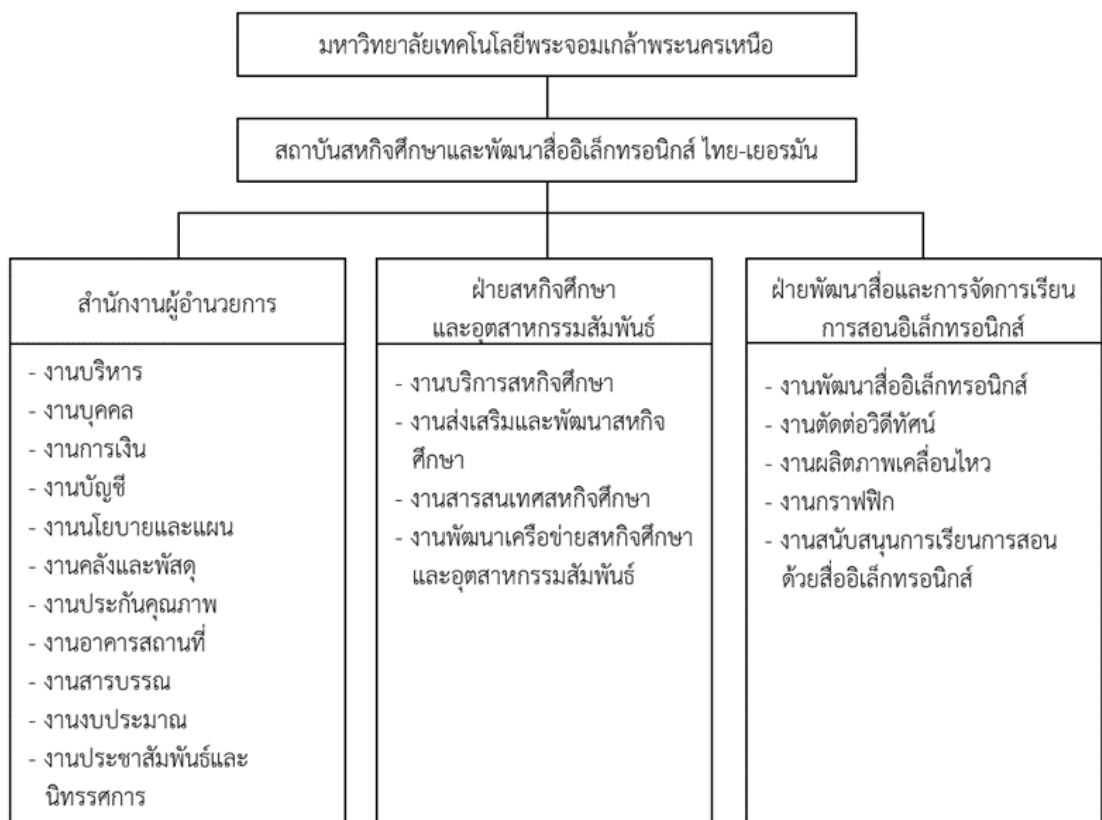 มหาวิทยาลัยเทคโนโลยีพระจอมเกล้าพระนครเหนือ
สถาบันสหกิจศึกษาและพัฒนาสื่ออิเล็กทรอนิกส์ ไทย-เยอรมัน
สำนักงานผู้อำนวยการ
- งานบริหาร
- งานบุคคล
- งานการเงิน
- งานบัญชี
- งานนโยบายและแผน
- งานคลังและพัสดุ
- งานประกันคุณภาพ
- งานอาคารสถานที่
- งานสารบรรณ
- งานงบประมาณ
- งานประชาสัมพันธ์และ
นิทรรศการ
ฝ่ายสหกิจศึกษา
และอุตสาหกรรมสัมพันธ์
- งานบริการสหกิจศึกษา
- งานส่งเสริมและพัฒนาสหกิจ
ศึกษา
- งานสารสนเทศสหกิจศึกษา
- งานพัฒนาเครือข่ายสหกิจศึกษา
และอุตสาหกรรมสัมพันธ์
ฝ่ายพัฒนาสื่อและการจัดการเรียน
การสอนอิเล็กทรอนิกส์
- งานพัฒนาสื่ออิเล็กทรอนิกส์
- งานตัดต่อวิดีทัศน์
- งานผลิตภาพเคลื่อนไหว
- งานกราฟฟิก
- งานสนับสนุนการเรียนการสอน
ด้วยสื่ออิเล็กทรอนิกส์